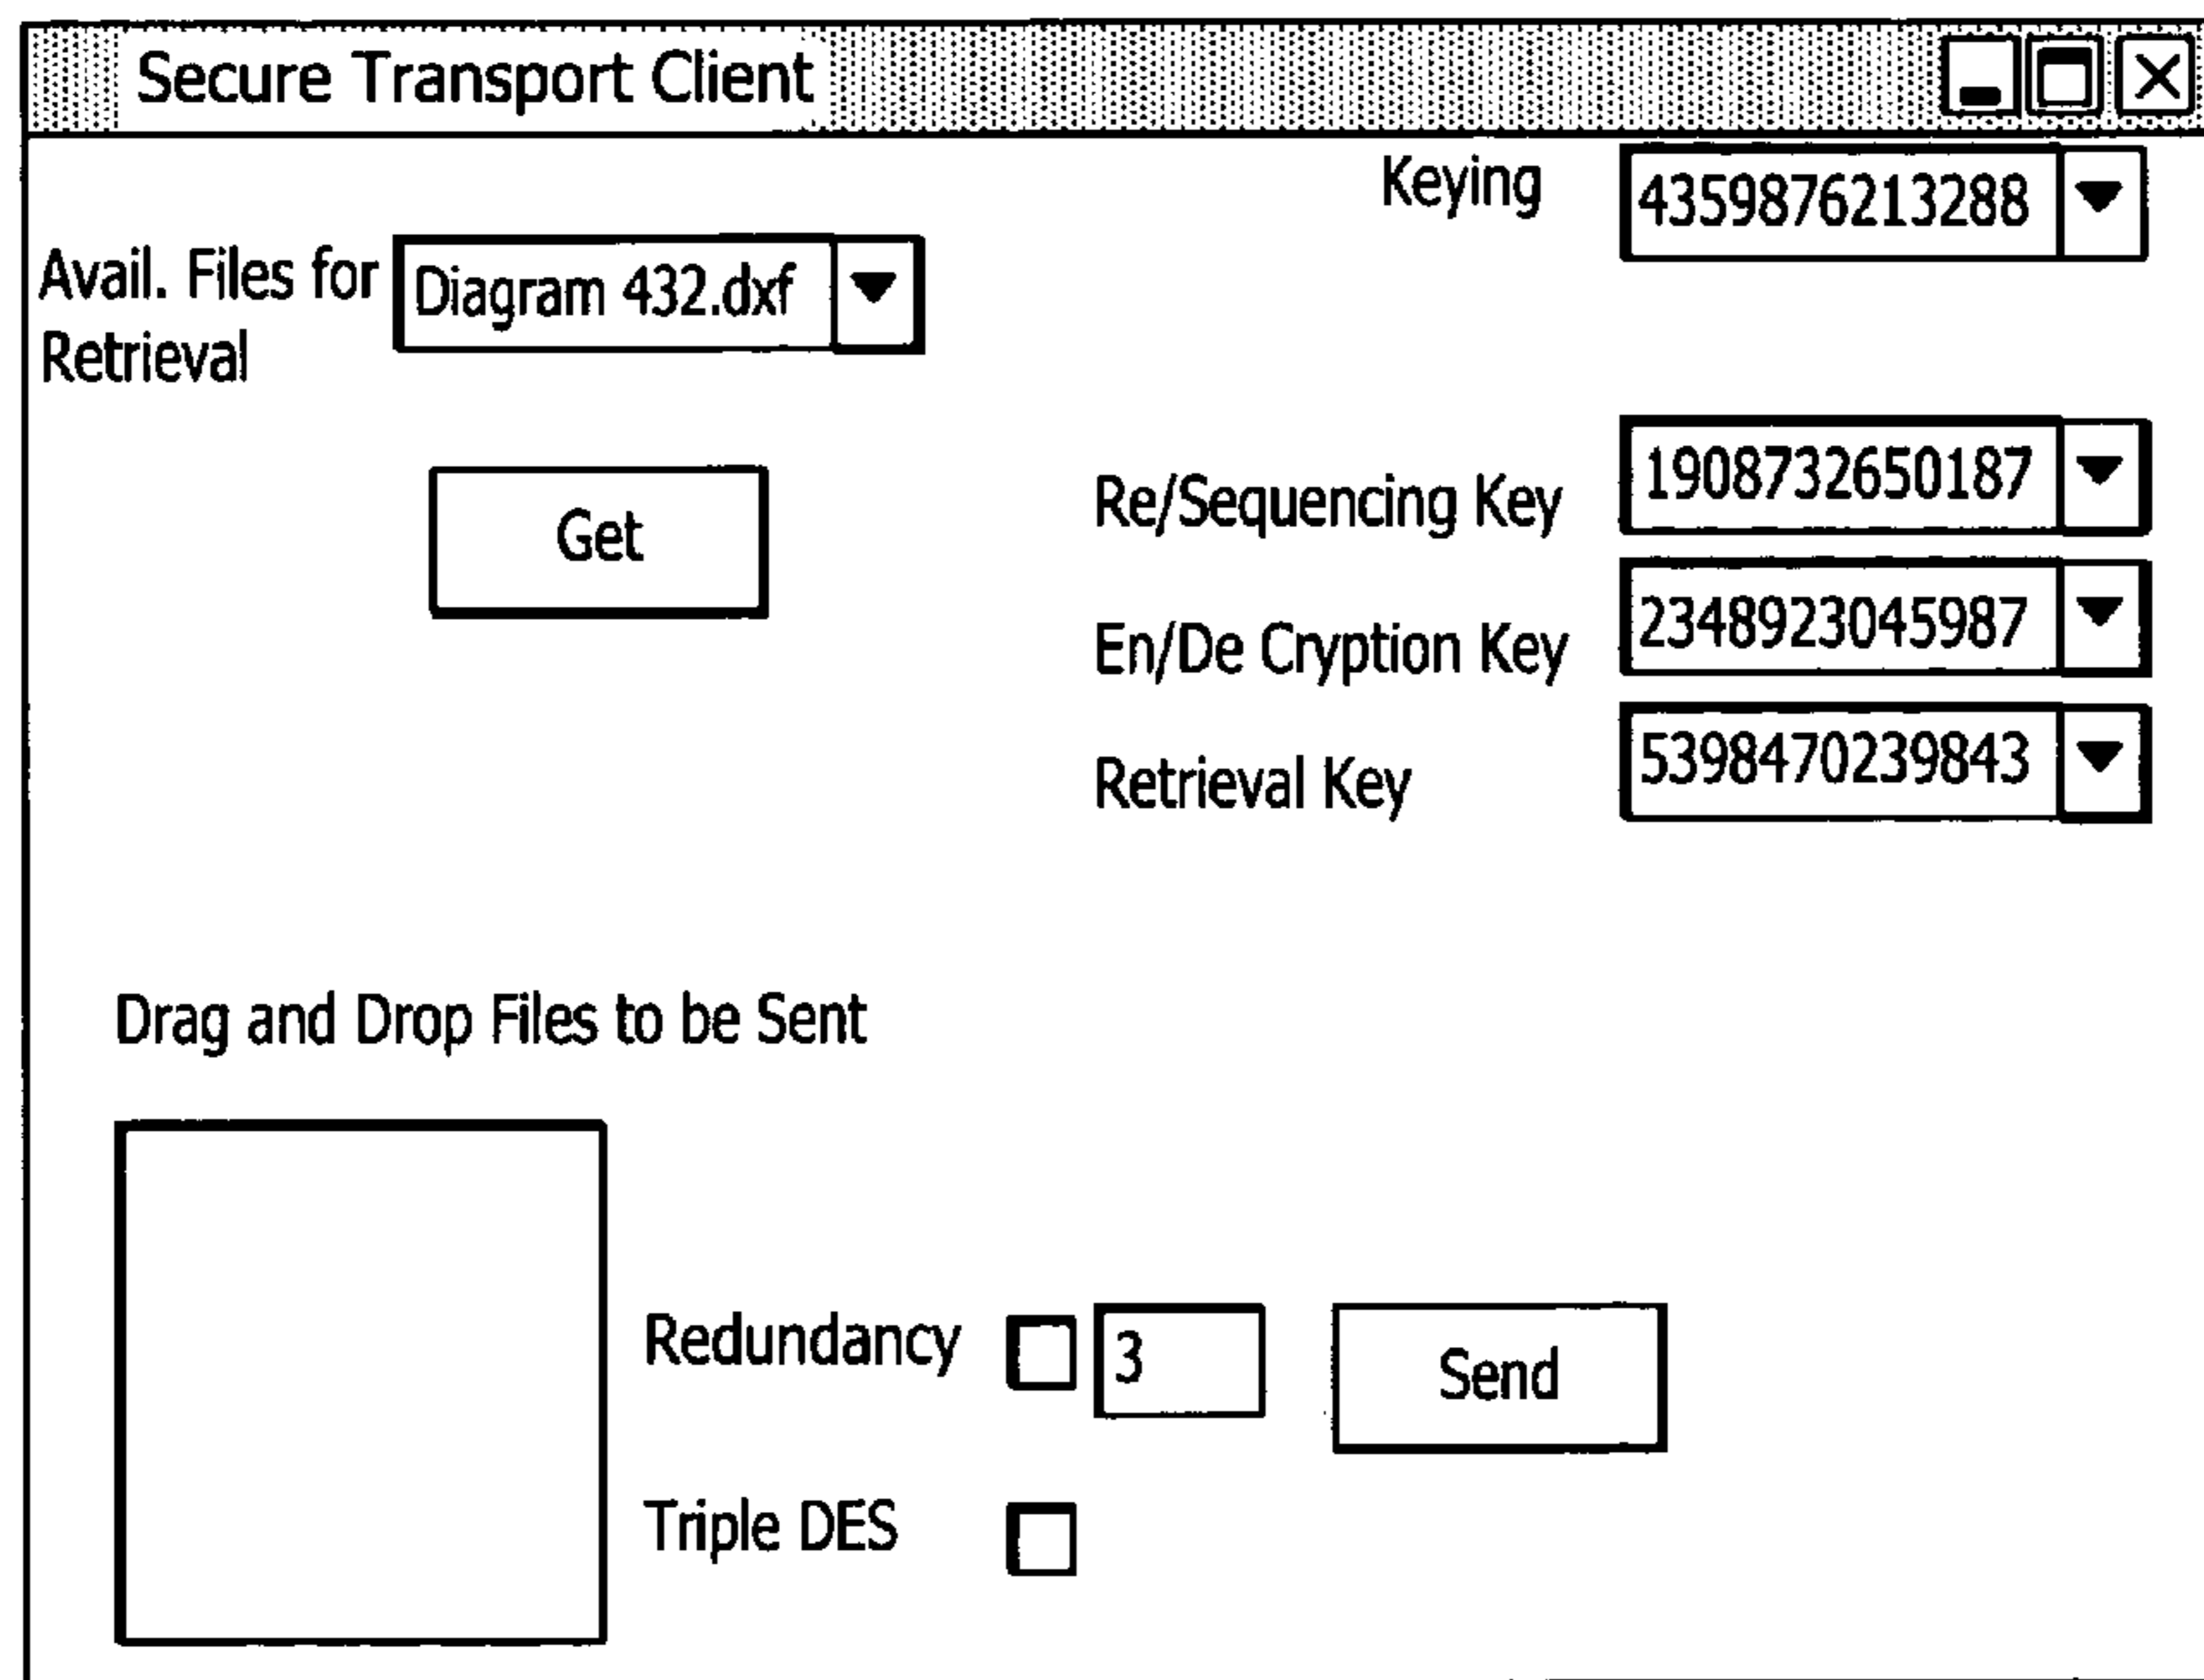 Secure Transport Client
Keying 4359876213288
Avail. Files for Diagram 432.dxf
Retrieval
Get
Re/Sequencing Key 1908732650187
En/De Cryption Key 2348923045987
Retrieval Key 5398470239843
Drag and Drop Files to be Sent
Redundancy 3 Send
Triple DES